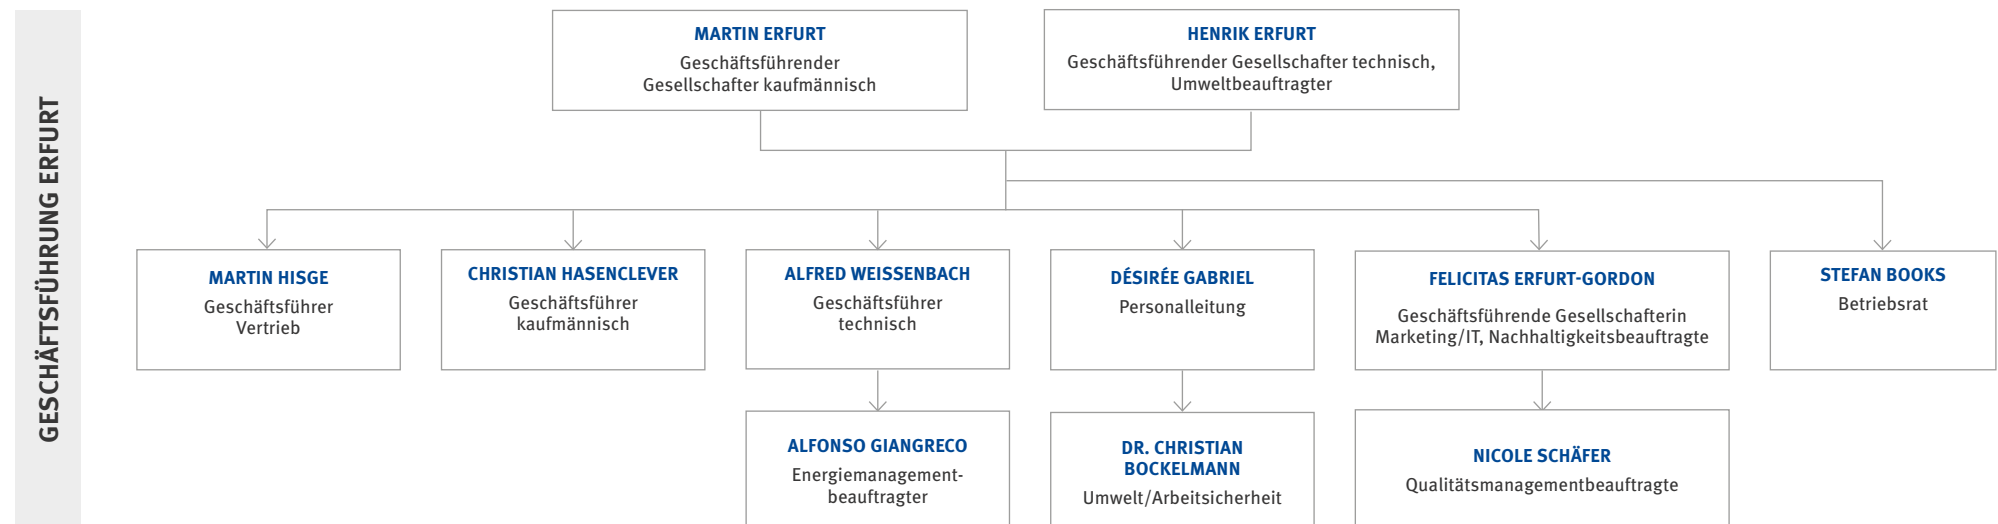 GESCHÄFTSFÜHRUNG ERFURT
MARTIN ERFURT
Geschäftsführender
Gesellschafter kaufmännisch
HENRIK ERFURT
Geschäftsführender Gesellschafter technisch,
Umweltbeauftragter
MARTIN HISGE
Geschäftsführer
Vertrieb
CHRISTIAN HASENCLEVER
Geschäftsführer
kaufmännisch
ALFRED WEISSENBACH
Geschäftsführer
technisch
DÉSIRÉE GABRIEL
Personalleitung
FELICITAS ERFURT-GORDON
Geschäftsführende Gesellschafterin
Marketing/IT, Nachhaltigkeitsbeauftragte
STEFAN BOOKS
Betriebsrat
ALFONSO GIANGRECO
Energiemanagement-
beauftragter
DR. CHRISTIAN
BOCKELMANN
Umwelt/Arbeitsicherheit
NICOLE SCHÄFER
Qualitätsmanagementbeauftragte